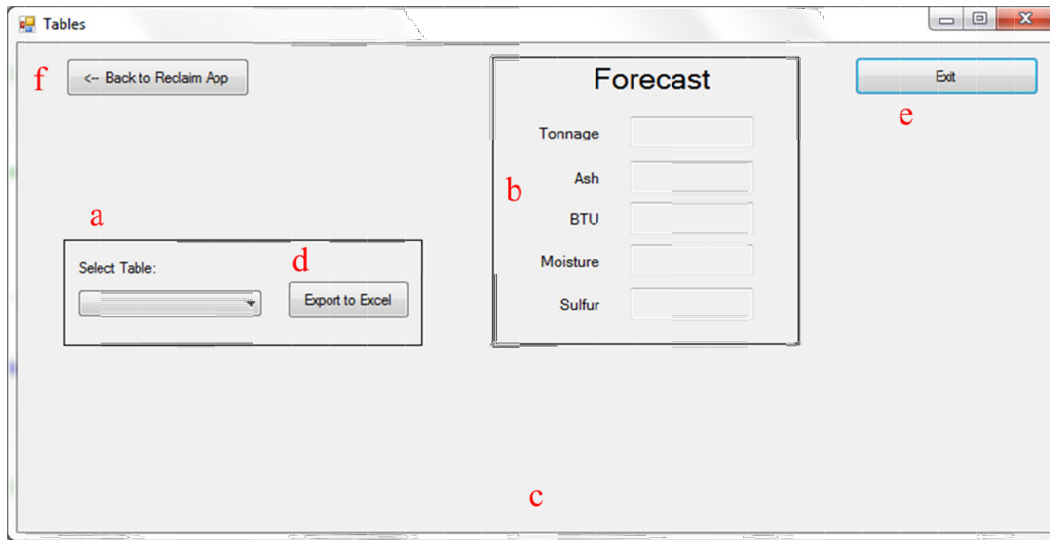 Tables
f
<-- Back to Reclaim App
Forecast
Exit
e
Tonnage
Ash
b
BTU
Moisture
Sulfur
a
Select Table:
d
Export to Excel
c